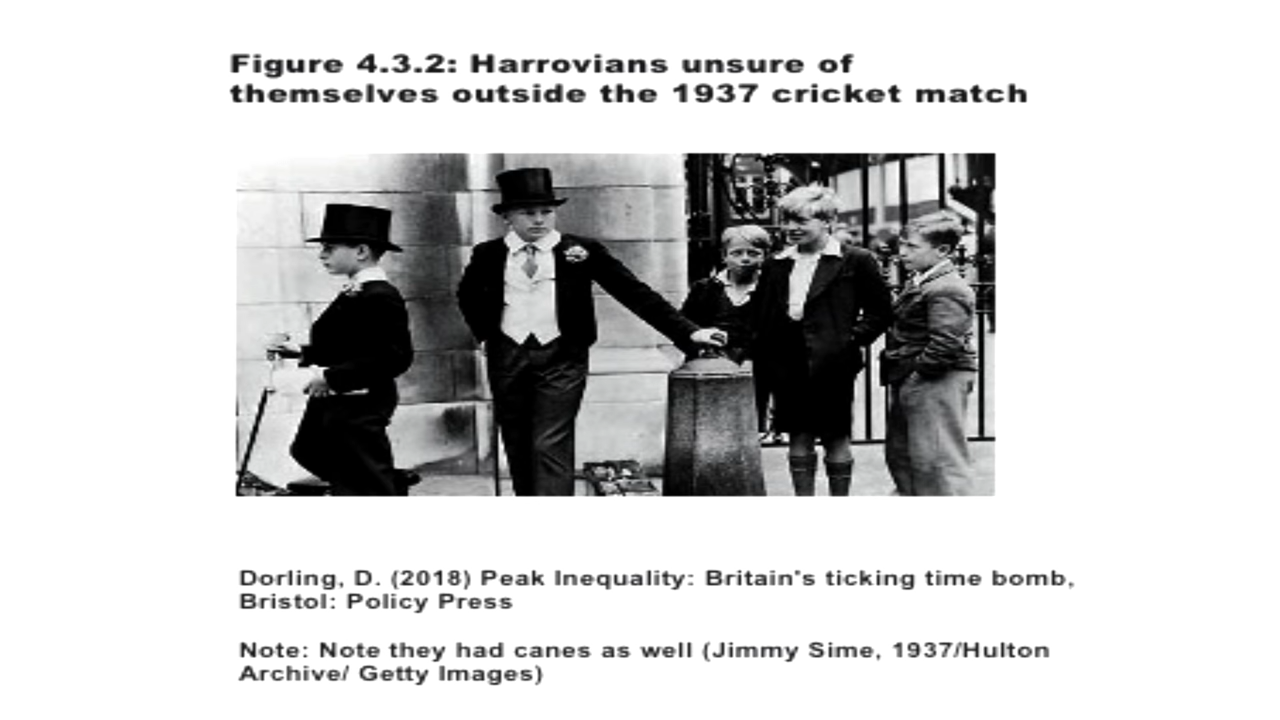 Figure 4.3.2: Harrovians unsure of
themselves outside the 1937 cricket match
Dorling, D. (2018) Peak Inequality: Britain's ticking time bomb,
Bristol: Policy Press
Note: Note they had canes as well (Jimmy Sime, 1937/Hulton
Archive/ Getty Images)